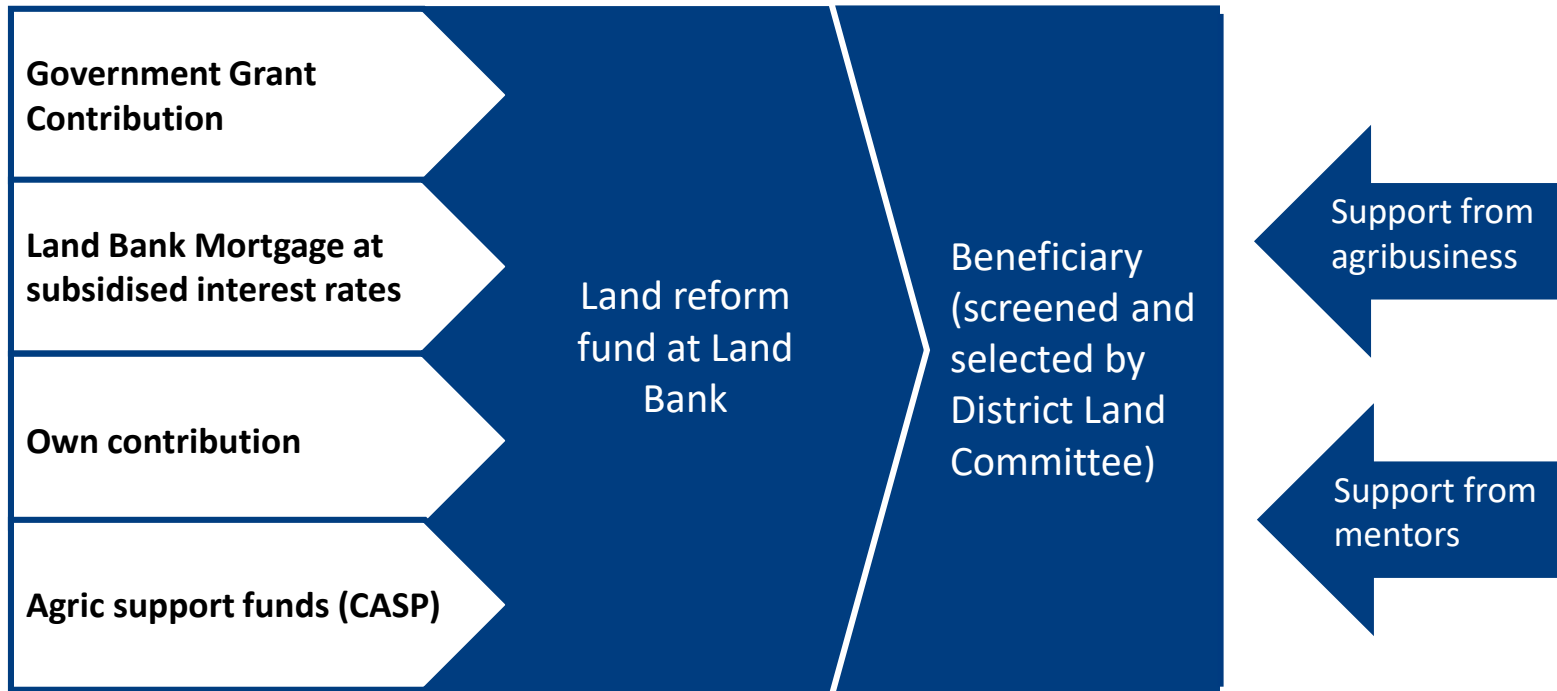 Government Grant
Contribution
Land Bank Mortgage at
subsidised interest rates
Own contribution
Agric support funds (CASP)
Land reform
fund at Land
Bank
Beneficiary
(screened and
selected by
District Land
Committee)
Support from
agribusiness
Support from
mentors